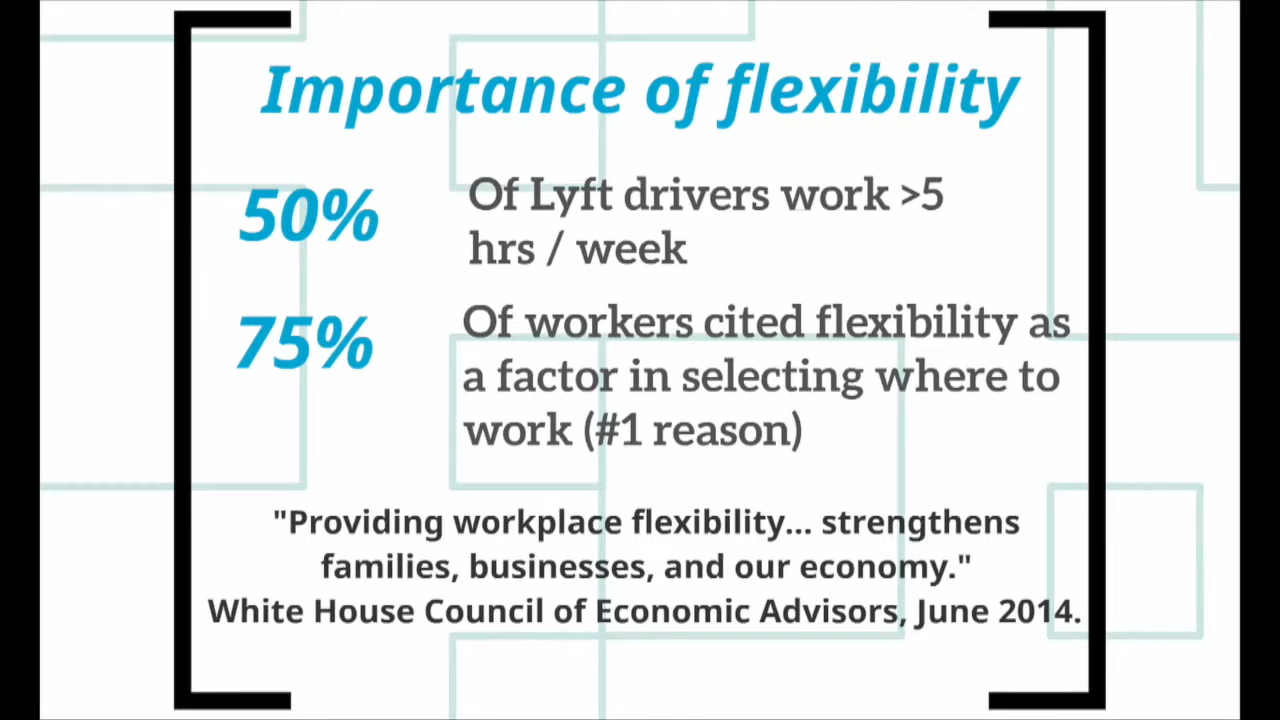 Importance of flexibility
50%
Of Lyft drivers work >5
hrs / week
75%
Of workers cited flexibility as
a factor in selecting where to
work (#1 reason)
"Providing workplace flexibility... strengthens
families, businesses, and our economy."
White House Council of Economic Advisors, June 2014.